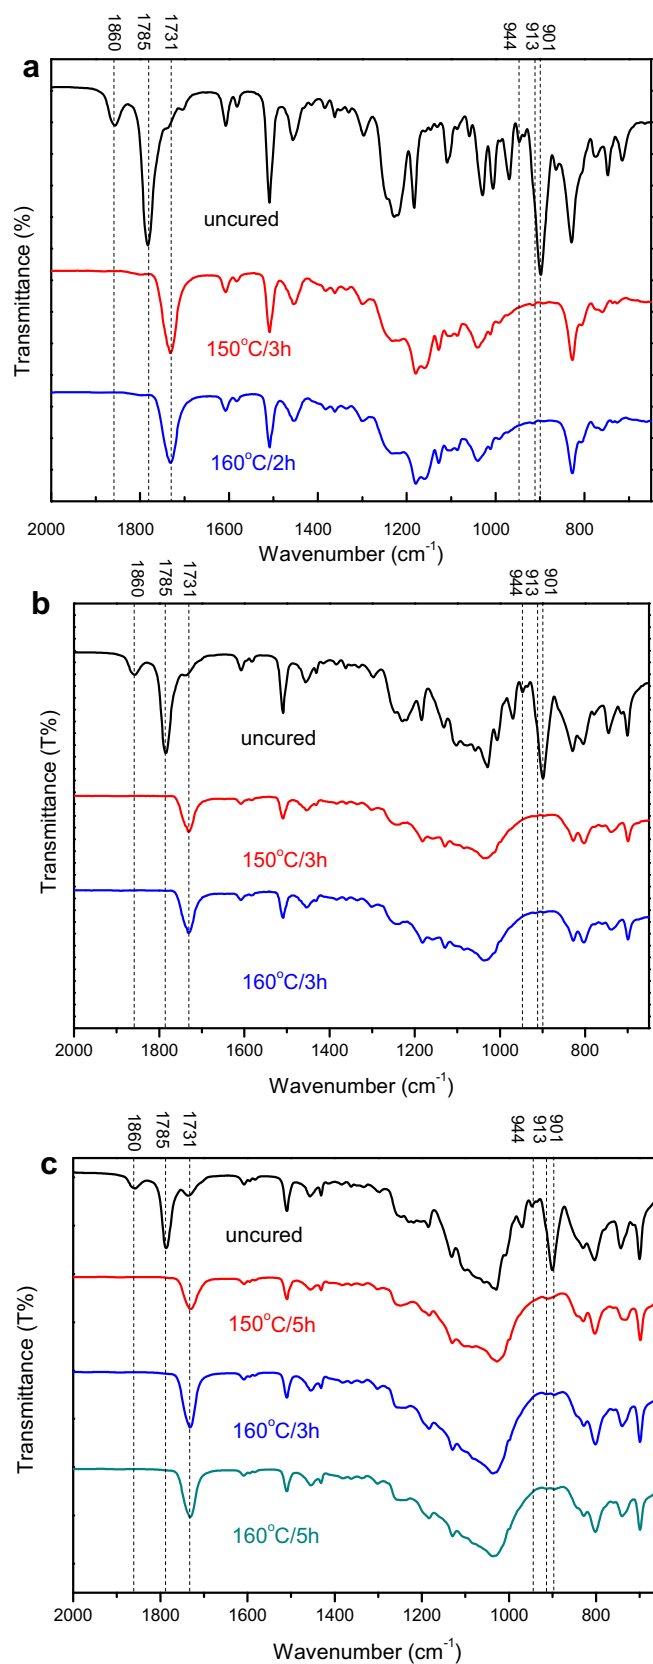 1860
1785
1731
944
913
901
a
Transmittance (%)
uncured
150°C/3h
160°C/2h
2000 1800 1600 1400 1200 1000 800
Wavenumber (cm⁻¹)
1860
1785
1731
944
913
901
b
Transmittance (T%)
uncured
150°C/3h
160°C/3h
2000 1800 1600 1400 1200 1000 800
Wavenumber (cm⁻¹)
1860
1785
1731
944
913
901
c
Transmittance (T%)
uncured
150°C/5h
160°C/3h
160°C/5h
2000 1800 1600 1400 1200 1000 800
Wavenumber (cm⁻¹)